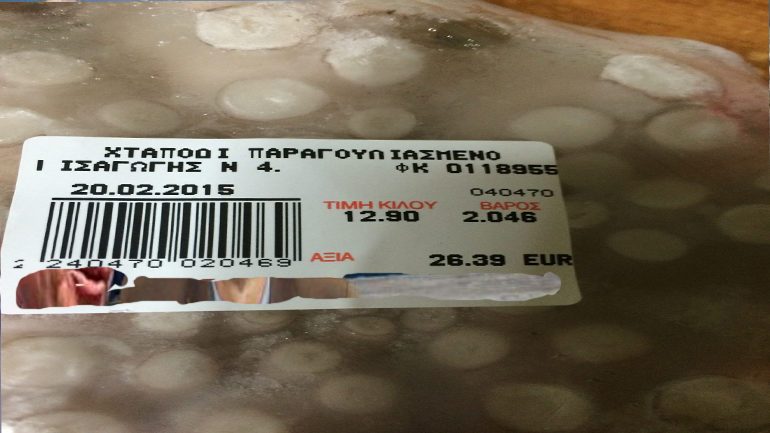 ΧΤΑΠΟΔΙ ΠΑΡΑΓΟΥΛΙΑΣΜΕΝΟ
Ι ΙΣΑΓΩΓΗΣ Ν 4. ΦΚ 0118955
20.02.2015 040470
ΤΙΜΗ ΚΙΛΟΥ ΒΑΡΟΣ
12.90 2.046
ΑΞΙΑ 26.39 EUR
2 240470 020469